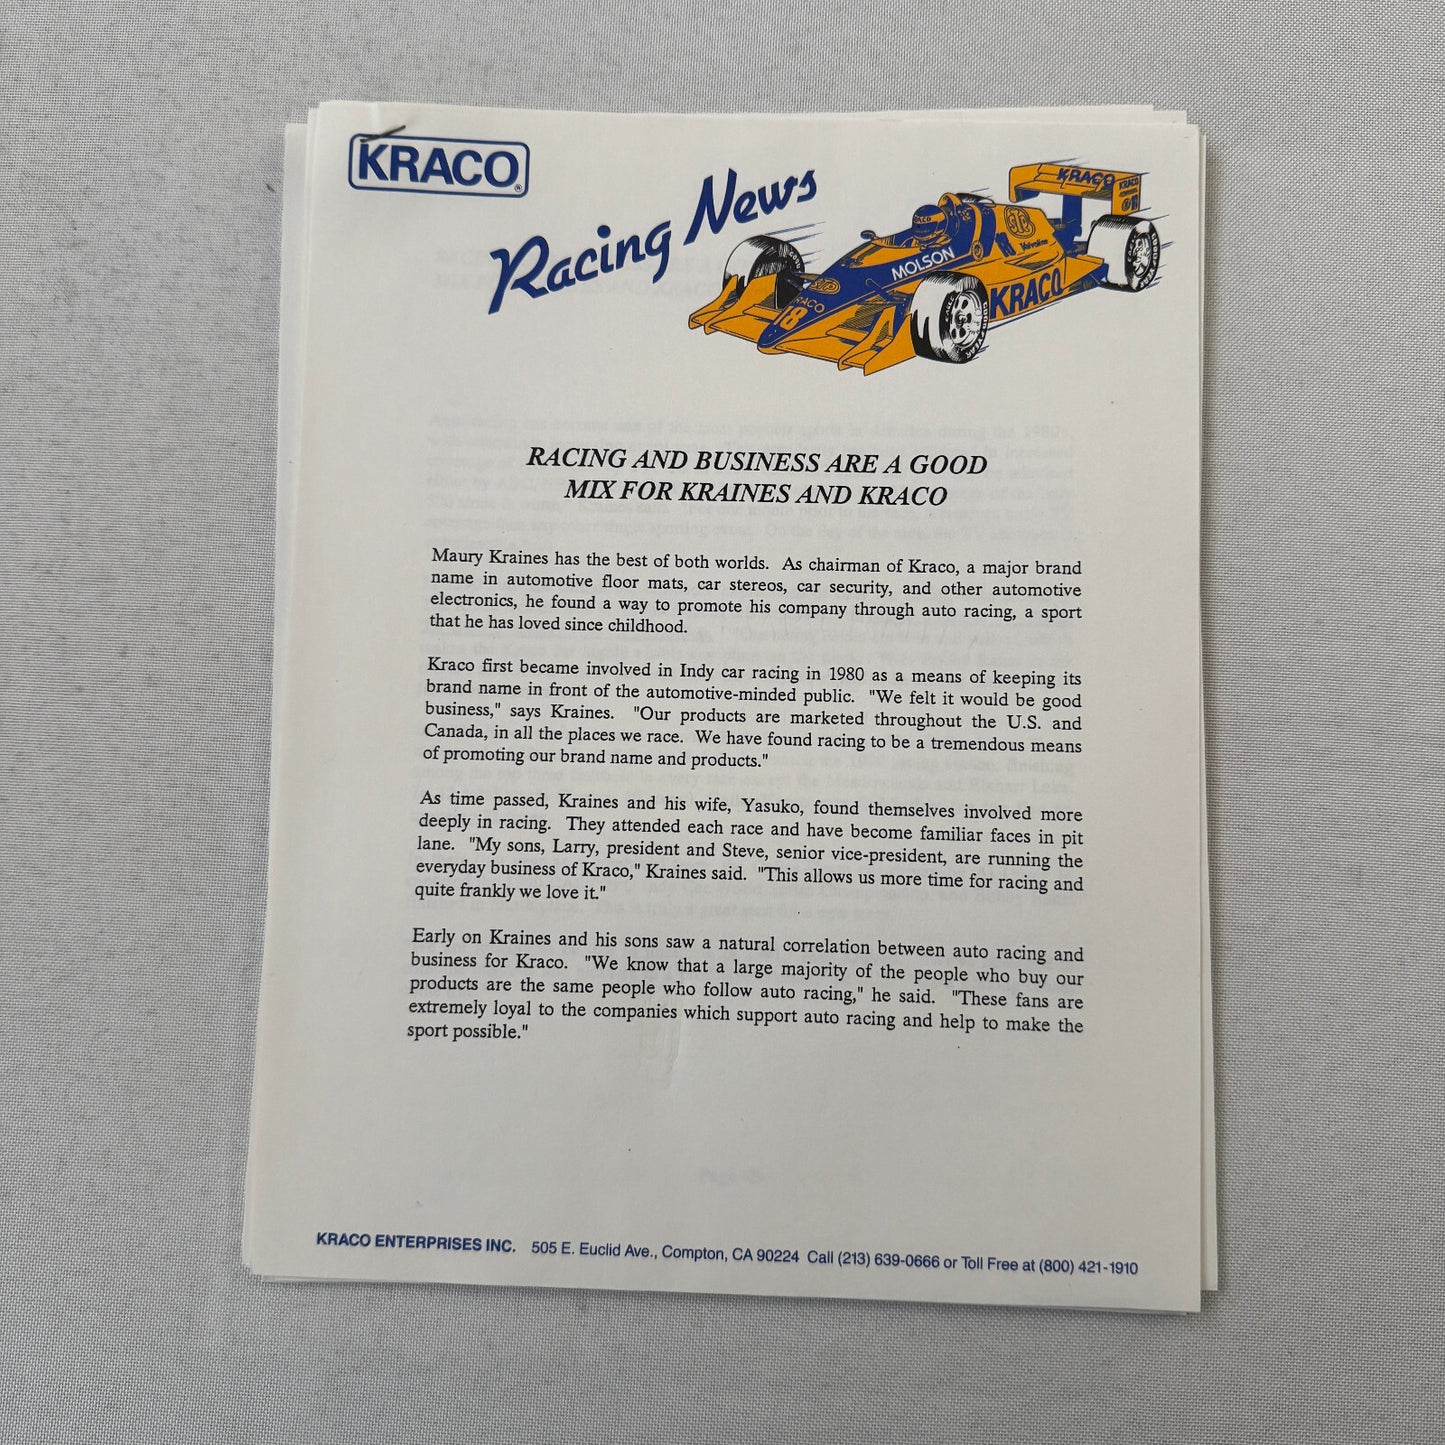 KRACO®
Racing News
KRACO
KRACO
STP
Valvoline
MOLSON
STP
KRACO
18
KRACO
GOODYEAR
RACING AND BUSINESS ARE A GOOD
MIX FOR KRAINES AND KRACO
Maury Kraines has the best of both worlds. As chairman of Kraco, a major brand
name in automotive floor mats, car stereos, car security, and other automotive
electronics, he found a way to promote his company through auto racing, a sport
that he has loved since childhood.
Kraco first became involved in Indy car racing in 1980 as a means of keeping its
brand name in front of the automotive-minded public. "We felt it would be good
business," says Kraines. "Our products are marketed throughout the U.S. and
Canada, in all the places we race. We have found racing to be a tremendous means
of promoting our brand name and products."
As time passed, Kraines and his wife, Yasuko, found themselves involved more
deeply in racing. They attended each race and have become familiar faces in pit
lane. "My sons, Larry, president and Steve, senior vice-president, are running the
everyday business of Kraco," Kraines said. "This allows us more time for racing and
quite frankly we love it."
Early on Kraines and his sons saw a natural correlation between auto racing and
business for Kraco. "We know that a large majority of the people who buy our
products are the same people who follow auto racing," he said. "These fans are
extremely loyal to the companies which support auto racing and help to make the
sport possible."
KRACO ENTERPRISES INC. 505 E. Euclid Ave., Compton, CA 90224 Call (213) 639-0666 or Toll Free at (800) 421-1910